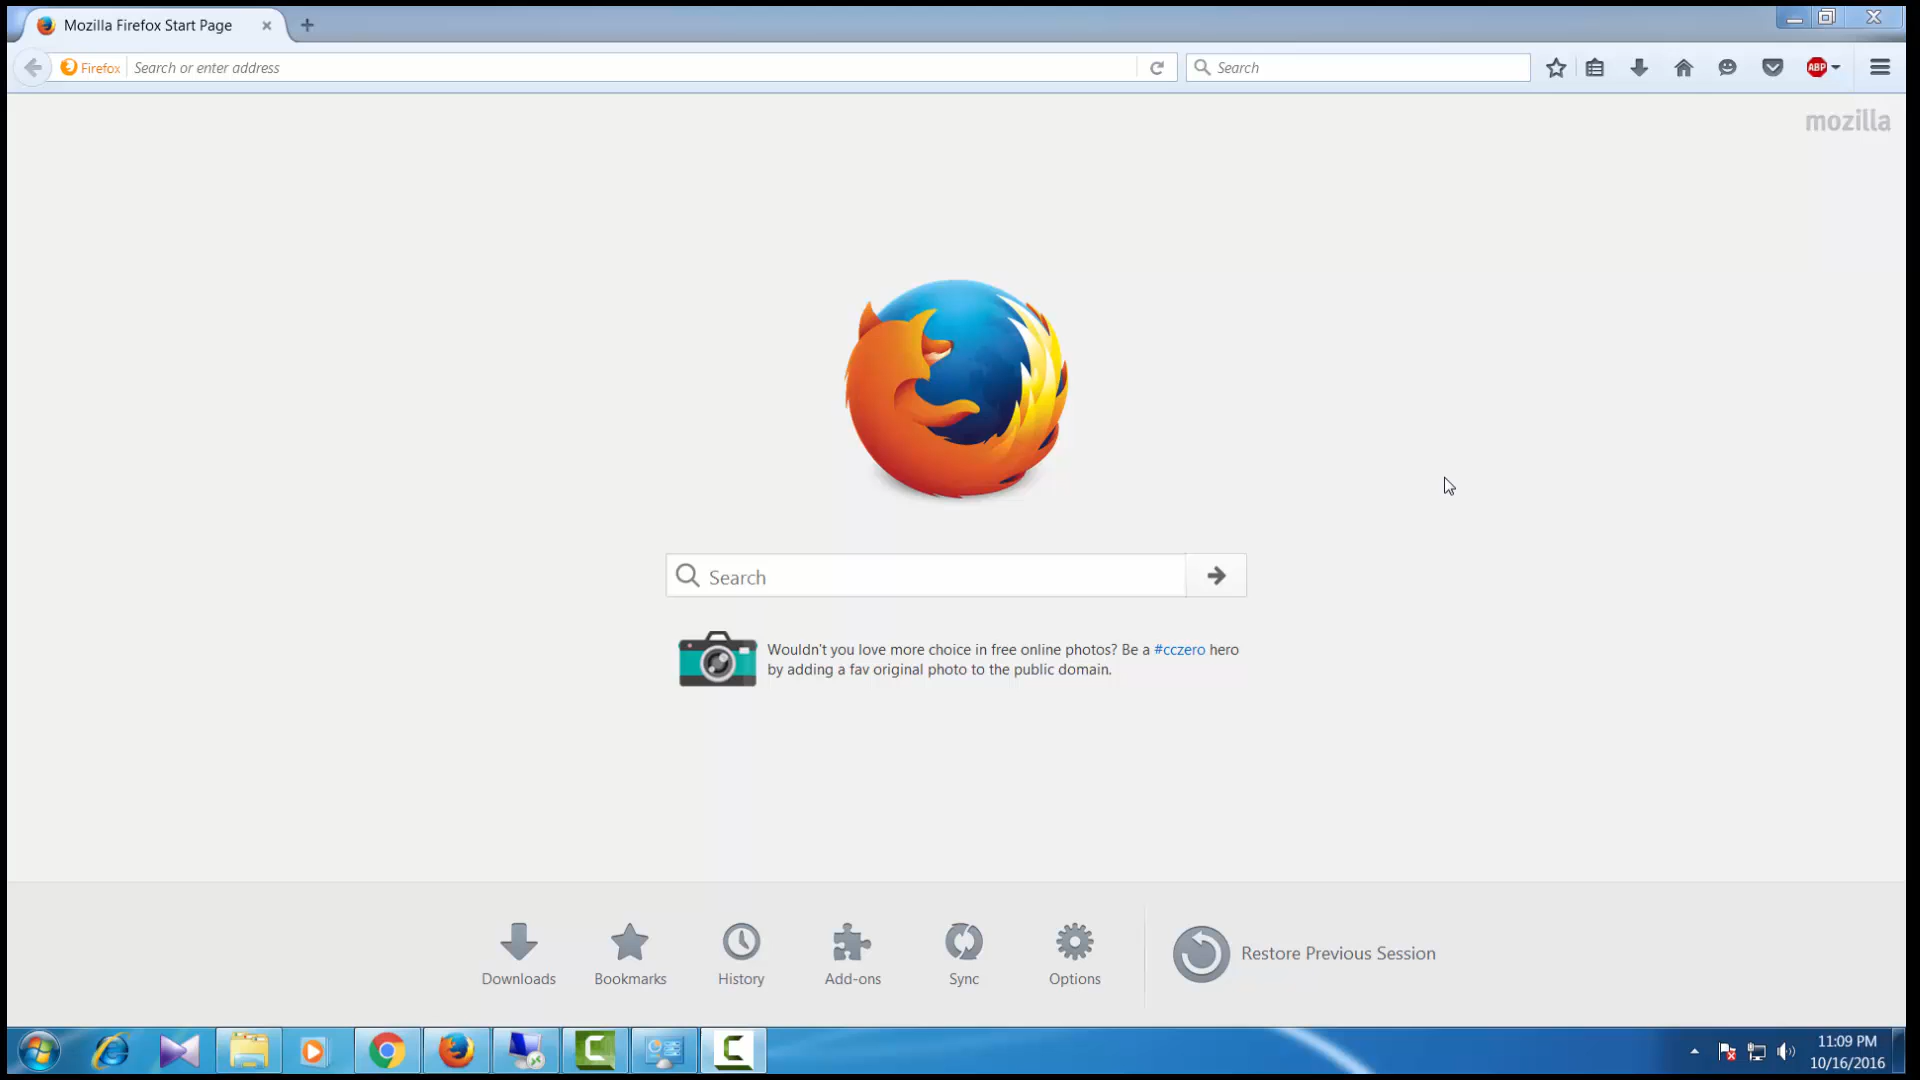 Mozilla Firefox Start Page
Firefox Search or enter address
Search
ABP
mozilla
Search
Wouldn't you love more choice in free online photos? Be a #cczero hero
by adding a fav original photo to the public domain.
Downloads
Bookmarks
History
Add-ons
Sync
Options
Restore Previous Session
11:09 PM
10/16/2016